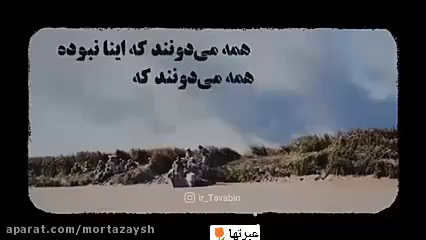 همه می‌دونند که اینا نبوده
همه می‌دونند که
Ir_Tavabin
عبرتها
aparat.com/mortazaysh